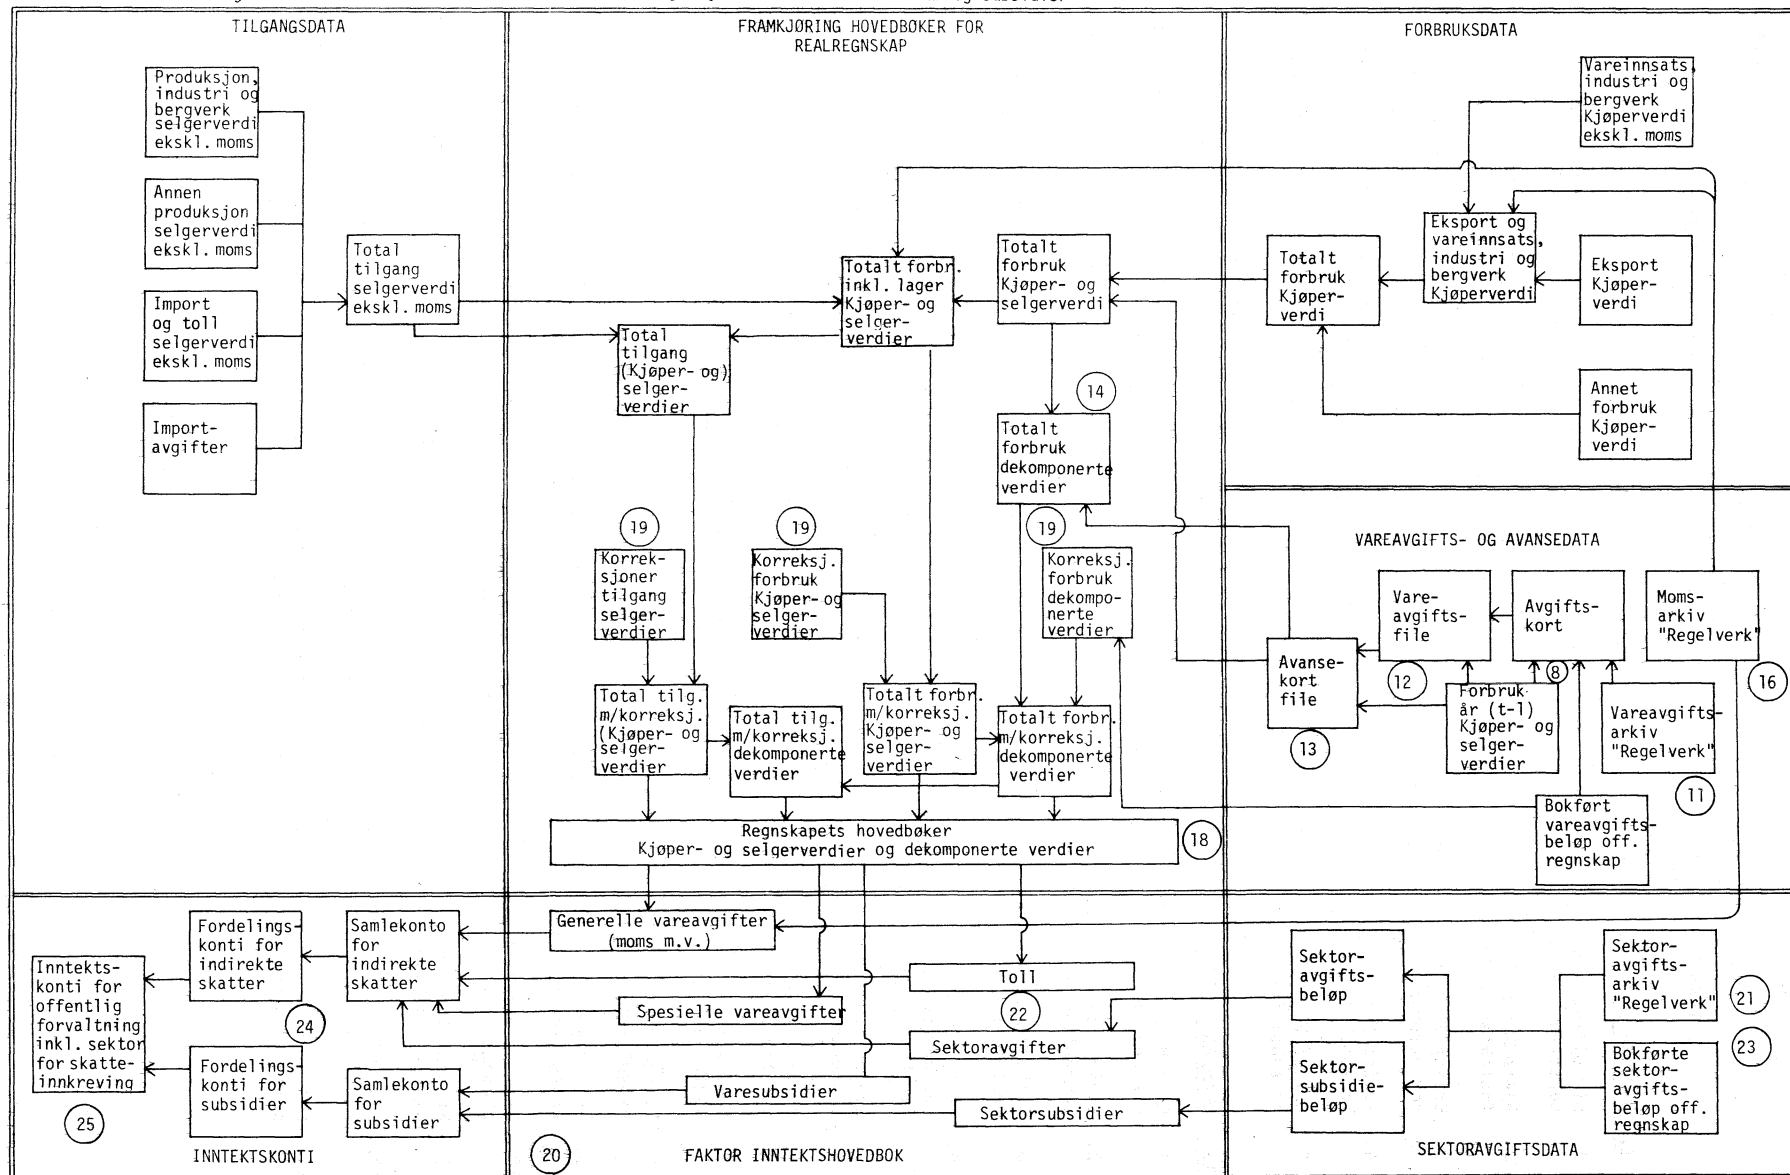 TILGANGSDATA
Produksjon,
industri og
bergverk
selgerverdi
ekskl. moms
Annen
produksjon
selgerverdi
ekskl. moms
Import
og toll
selgerverdi
ekskl. moms
Import-
avgifter
Total
tilgang
selgerverdi
ekskl. moms
FRAMKJØRING HOVEDBØKER FOR
REALREGNSKAP
Totalt forbr.
inkl. lager
Kjøper- og
selger-
verdier
Totalt
forbruk
Kjøper- og
selgerverdi
Total
tilgang
(Kjøper- og)
selger-
verdier
14
Totalt
forbruk
dekomponerte
verdier
19
19
19
Korrek-
sjoner
tilgang
selger-
verdier
Korreksj.
forbruk
Kjøper- og
selger-
verdier
Korreksj.
forbruk
dekompo-
nerte
verdier
Total tilg.
m/korreksj.
(Kjøper- og
selger-
verdier
Total tilg.
m/korreksj.
dekomponerte
verdier
Totalt forbr.
m/korreksj.
Kjøper- og
selger-
verdier
Totalt forbr.
m/korreksj.
dekomponerte
verdier
Regnskapets hovedbøker
Kjøper- og selgerverdier og dekomponerte verdier
18
FORBRUKSDATA
Vareinnsats,
industri og
bergverk
Kjøperverdi
ekskl. moms
Totalt
forbruk
Kjøper-
verdi
Eksport og
vareinnsats,
industri og
bergverk
Kjøperverdi
Eksport
Kjøper-
verdi
Annet
forbruk
Kjøper-
verdi
VAREAVGIFTS- OG AVANSEDATA
Vare-
avgifts-
file
Avgifts-
kort
Moms-
arkiv
"Regelverk"
Avanse-
kort
file
12
8
16
13
Forbruk
år (t-1)
Kjøper- og
selger-
verdier
Vareavgifts-
arkiv
"Regelverk"
11
Bokført
vareavgifts-
beløp off.
regnskap
Inntekts-
konti for
offentlig
forvaltning
inkl. sektor
for skatte-
innkreving
25
Fordelings-
konti for
indirekte
skatter
24
Samlekonto
for
indirekte
skatter
Fordelings-
konti for
subsidier
Samlekonto
for
subsidier
INNTEKTSKONTI
Generelle vareavgifter
(moms m.v.)
Toll
Spesielle vareavgifter
22
Sektoravgifter
Varesubsidier
Sektorsubsidier
20
FAKTOR INNTEKTSHOVEDBOK
Sektor-
avgifts-
beløp
Sektor-
avgifts-
arkiv
"Regelverk"
21
23
Sektor-
subsidie-
beløp
Bokførte
sektor-
avgifts-
beløp off.
regnskap
SEKTORAVGIFTSDATA